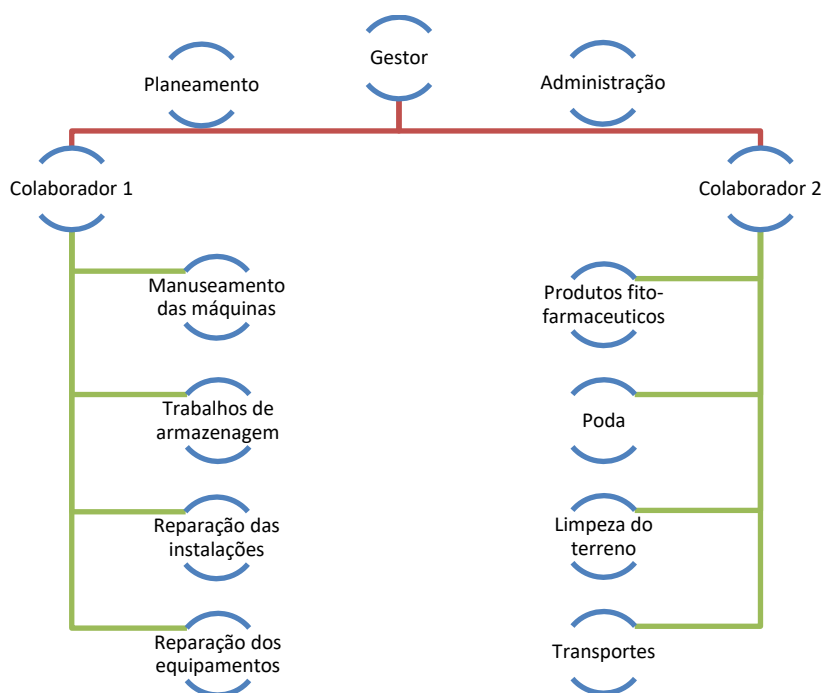 Gestor
Planeamento
Administração
Colaborador 1
Colaborador 2
Manuseamento
das máquinas
Produtos fito-
farmaceuticos
Trabalhos de
armazenagem
Poda
Reparação das
instalações
Limpeza do
terreno
Reparação dos
equipamentos
Transportes